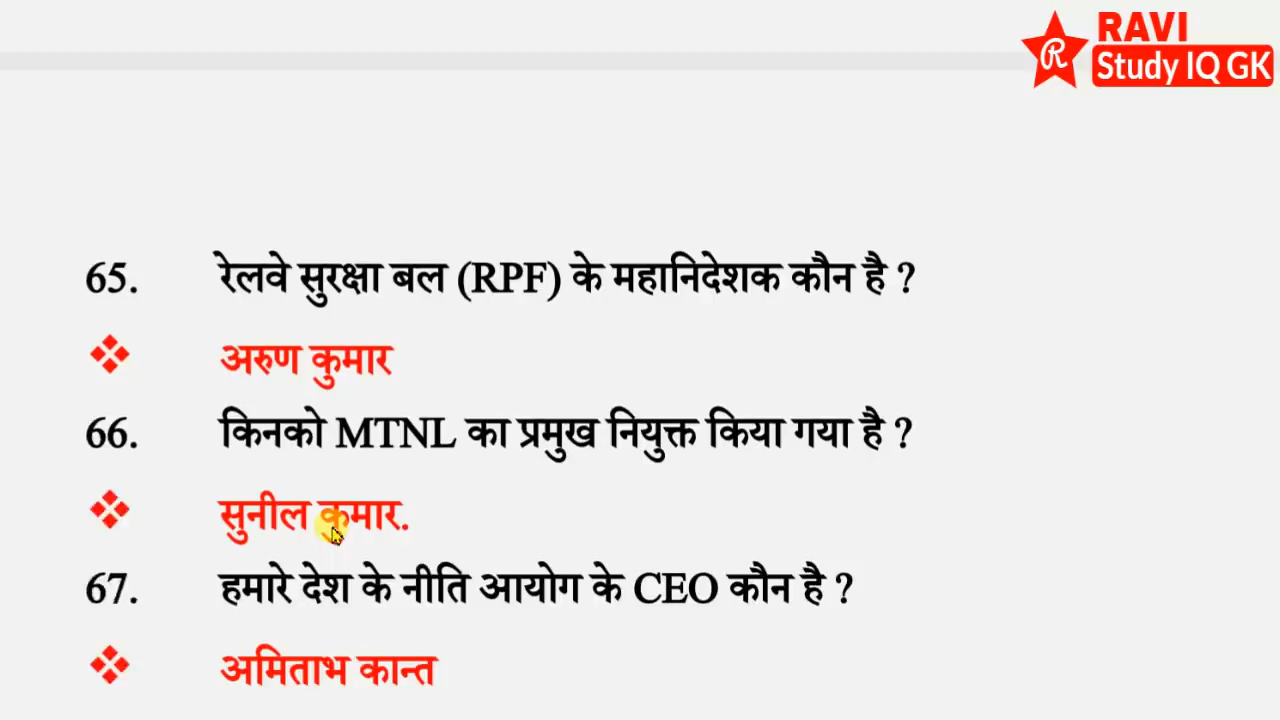 RAVI
Study IQ GK
R
65. रेलवे सुरक्षा बल (RPF) के महानिदेशक कौन है ?
❖ अरुण कुमार
66. किनको MTNL का प्रमुख नियुक्त किया गया है ?
❖ सुनील कुमार.
67. हमारे देश के नीति आयोग के CEO कौन है ?
❖ अमिताभ कान्त